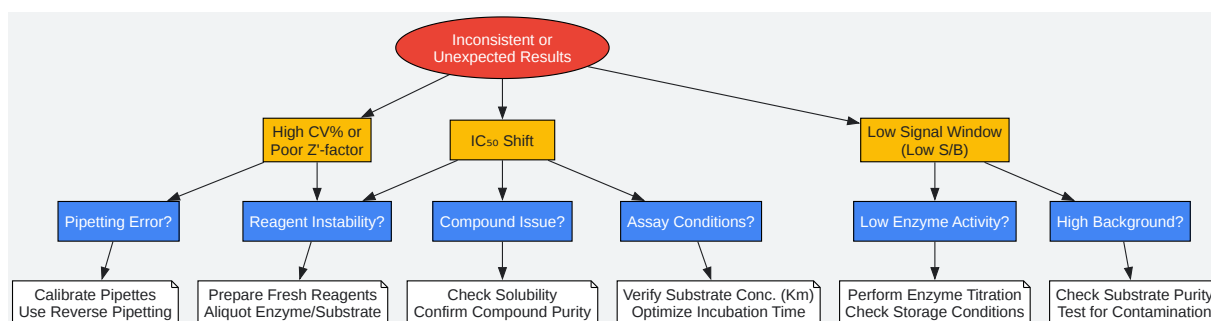 Inconsistent or
Unexpected Results
High CV% or
Poor Z'-factor
IC₅₀ Shift
Low Signal Window
(Low S/B)
Pipetting Error?
Reagent Instability?
Compound Issue?
Assay Conditions?
Low Enzyme Activity?
High Background?
Calibrate Pipettes
Use Reverse Pipetting
Prepare Fresh Reagents
Aliquot Enzyme/Substrate
Check Solubility
Confirm Compound Purity
Verify Substrate Conc. (Km)
Optimize Incubation Time
Perform Enzyme Titration
Check Storage Conditions
Check Substrate Purity
Test for Contamination